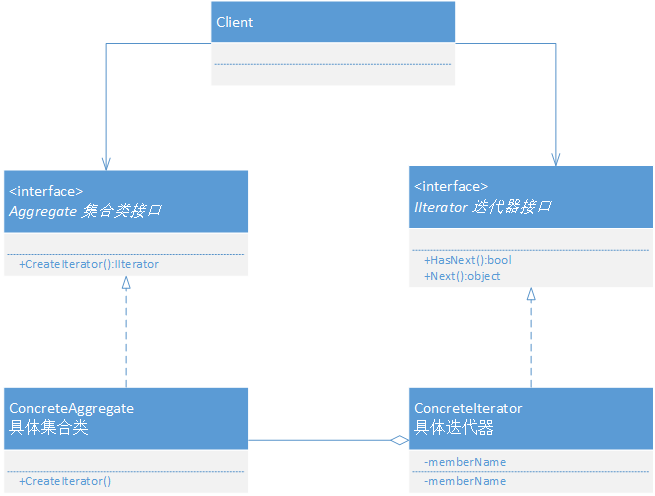 Client
<interface>
Aggregate 集合类接口
+CreateIterator():IIterator
<interface>
IIterator 迭代器接口
+HasNext():bool
+Next():object
ConcreteAggregate
具体集合类
+CreateIterator()
ConcreteIterator
具体迭代器
-memberName
-memberName